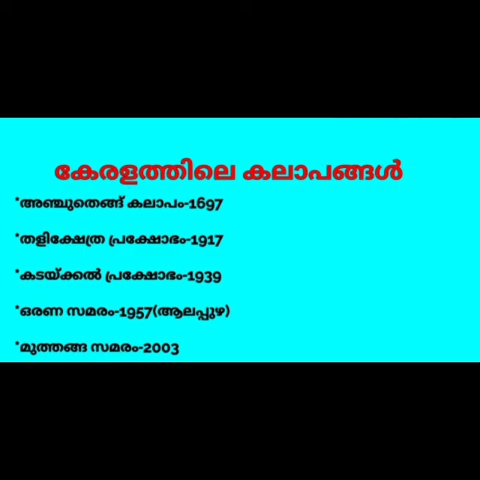 കേരളത്തിലെ കലാപങ്ങൾ
*അഞ്ചുതെങ്ങ് കലാപം-1697
*തളിക്ഷേത്ര പ്രക്ഷോഭം-1917
*കടയ്ക്കൽ പ്രക്ഷോഭം-1939
*ഒരണ സമരം-1957(ആലപ്പുഴ)
*മുത്തങ്ങ സമരം-2003